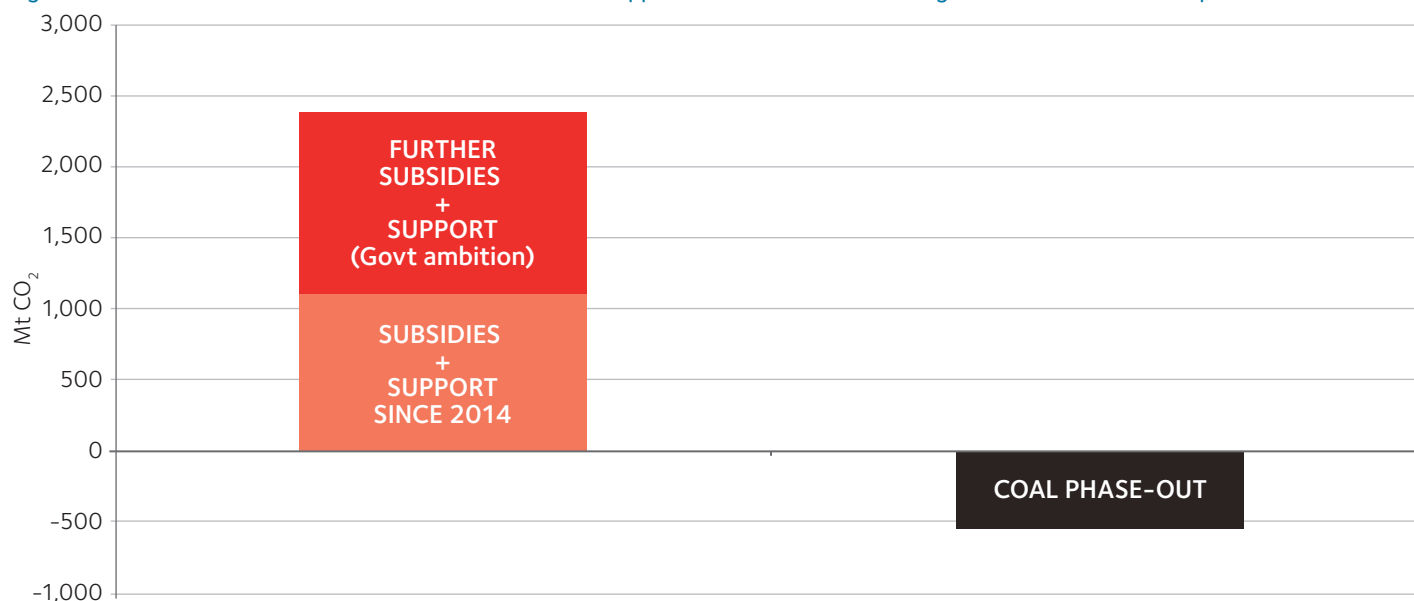 3,000
2,500
2,000
1,500
1,000
500
0
-500
-1,000
Mt CO₂
FURTHER
SUBSIDIES
+
SUPPORT
(Govt ambition)
SUBSIDIES
+
SUPPORT
SINCE 2014
COAL PHASE-OUT